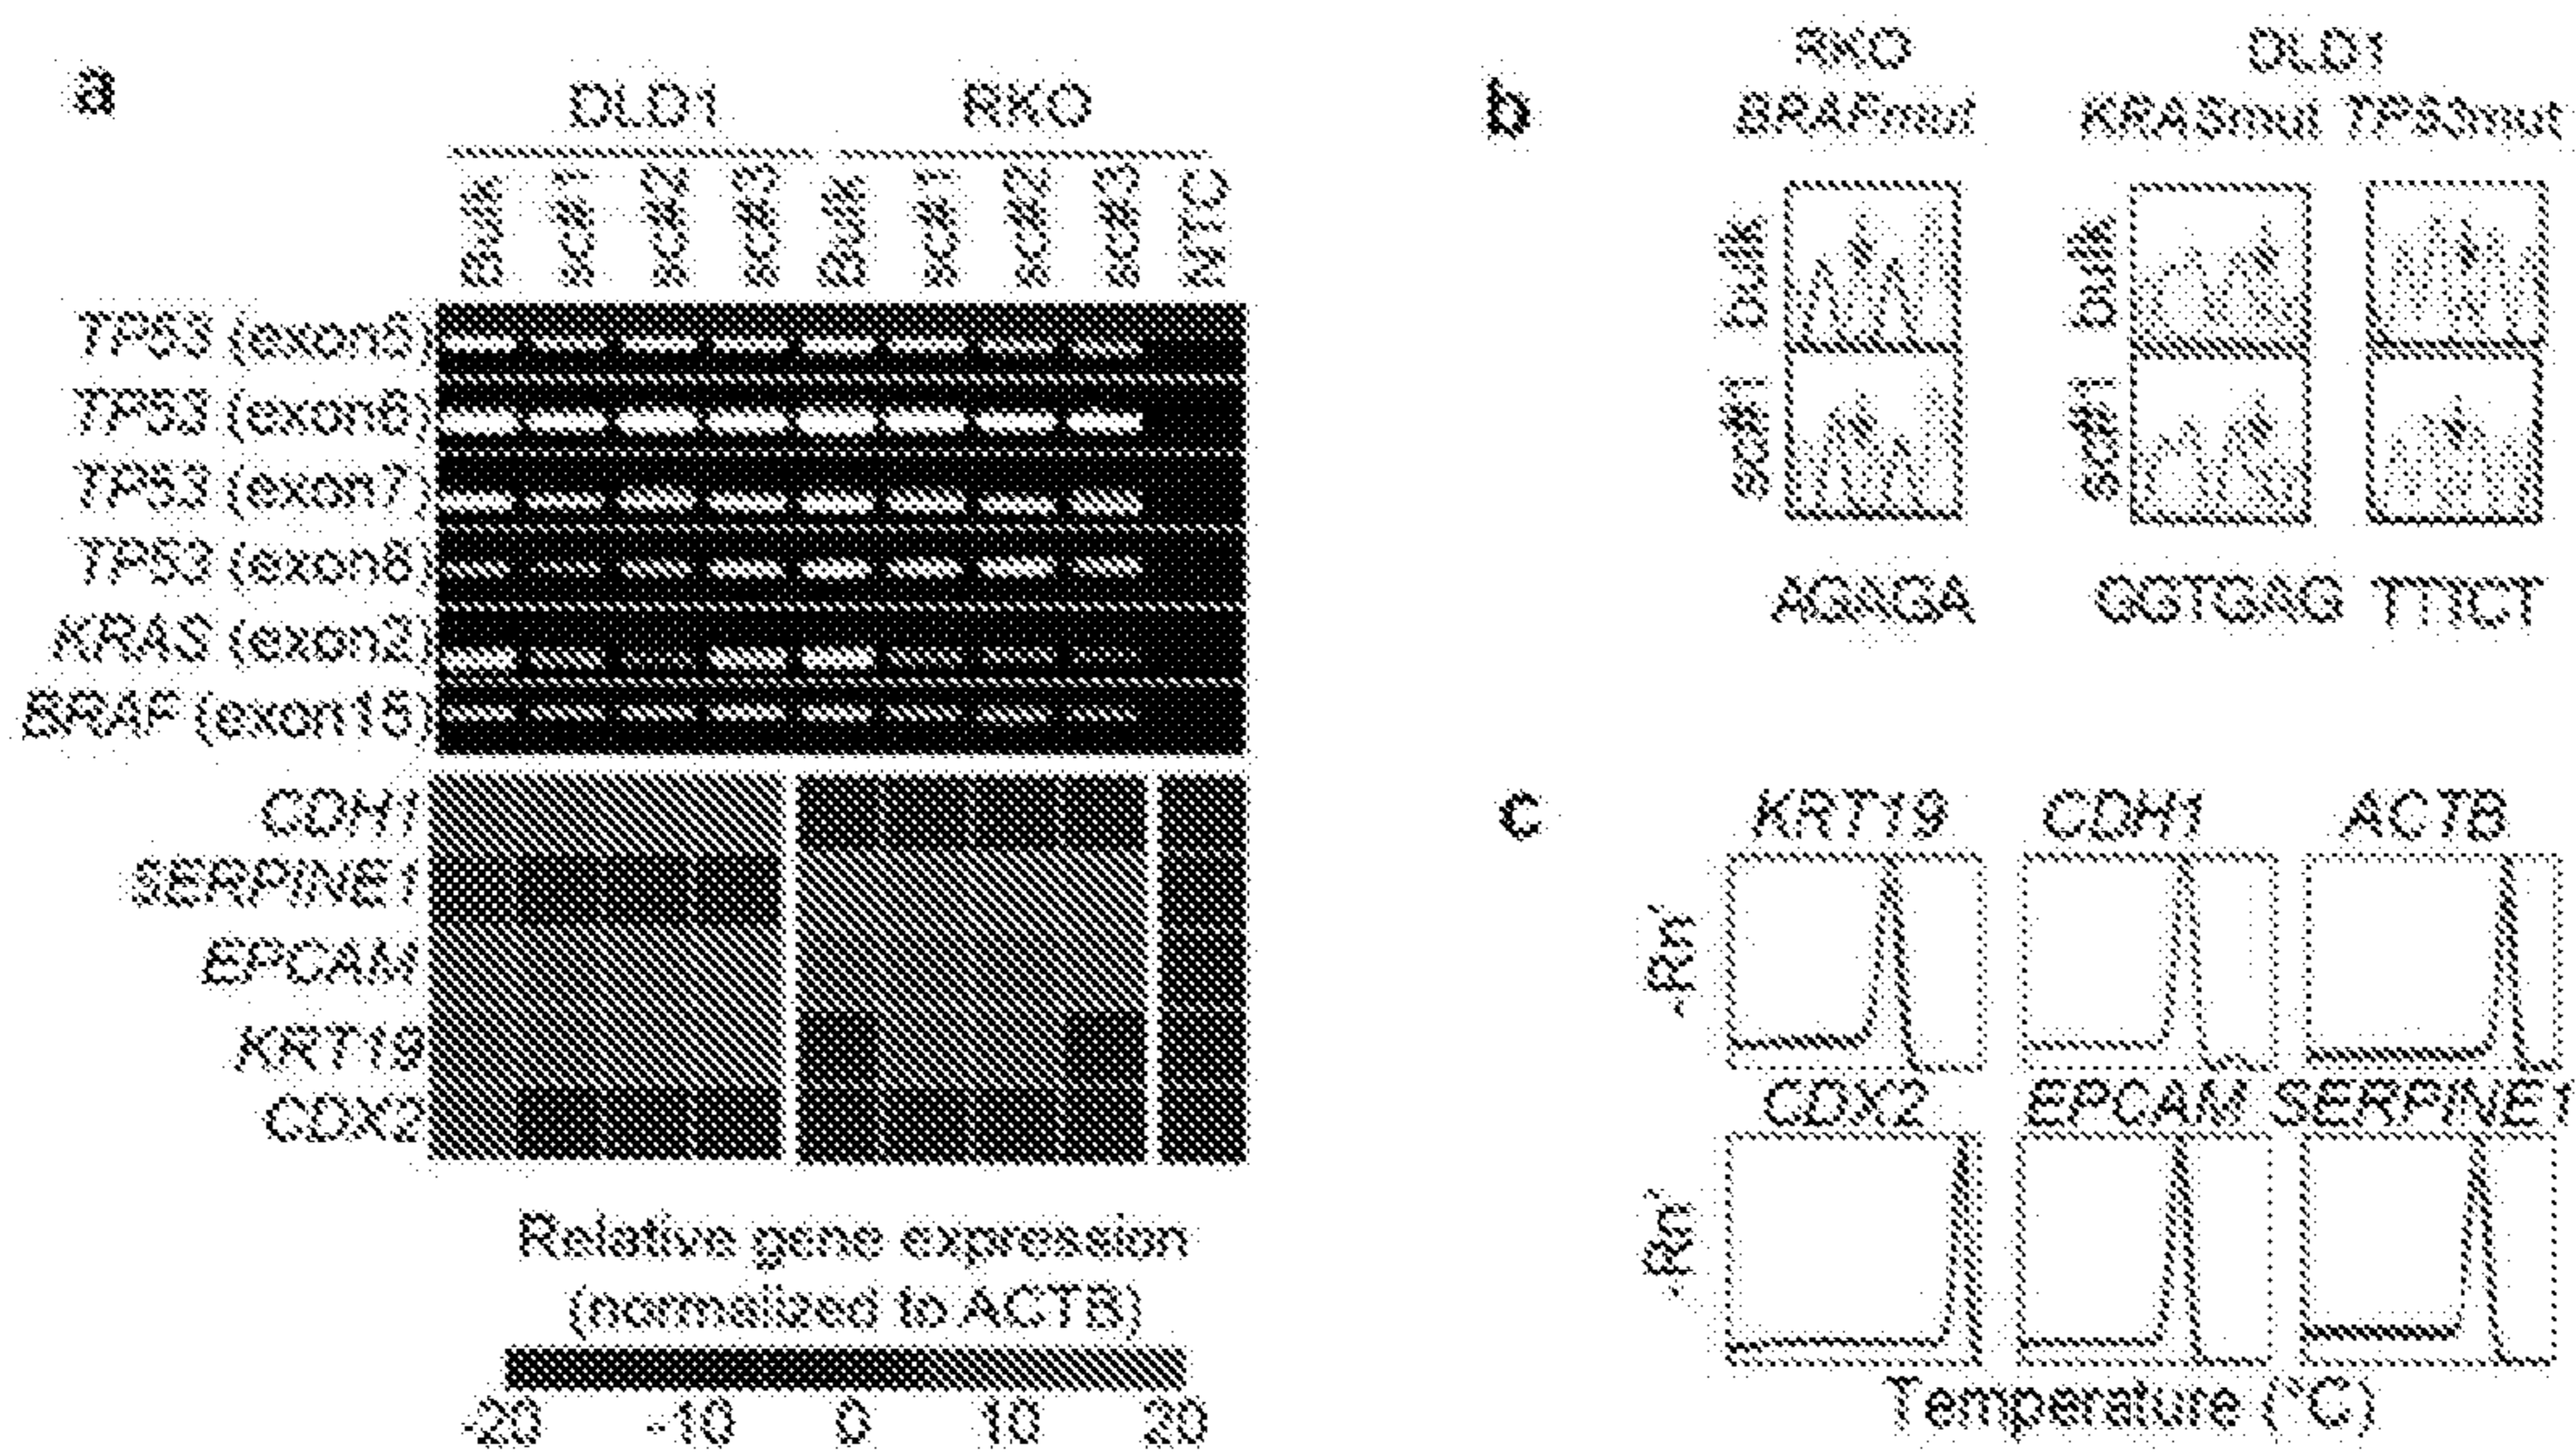 a
DLD1 RKO
Bulk sc#1 sc#2 sc#3 Bulk sc#1 sc#2 sc#3 NTC
TP53 (exon5)
TP53 (exon6)
TP53 (exon7)
TP53 (exon8)
KRAS (exon2)
BRAF (exon15)
CDH1
SERPINE1
EPCAM
KRT19
CDX2
Relative gene expression
(normalized to ACTB)
-20 -10 0 10 20
b
RKO DLD1
BRAFmut KRASmut TP53mut
bulk bulk
sc#1 sc#1
AGAGA GGTGAG TTTCT
c
KRT19 CDH1 ACTB
-Rn'
CDX2 EPCAM SERPINE1
-Rn'
Temperature (°C)